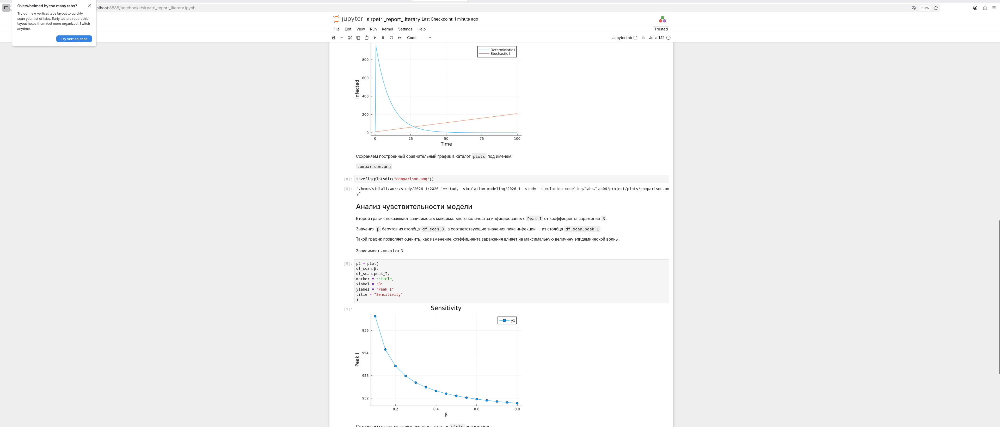 Overwhelmed by too many tabs?
Try our new vertical tabs layout to quickly
scan your list of tabs. Early testers report this
layout helps them feel more organized. Switch
anytime.
Try vertical tabs
alhost:8888/notebooks/sirpetri_report_literary.ipynb
110%
jupyter sirpetri_report_literary Last Checkpoint: 1 minute ago
File Edit View Run Kernel Settings Help
Trusted
Code
JupyterLab
Julia 1.12
Deterministic I
Stochastic I
800
600
400
200
0
Infected
0 25 50 75 100
Time
Сохраняем построенный сравнительный график в каталог plots под именем:
comparison.png
[8]: savefig(plotsdir("comparison.png"))
[8]: "/home/sidiali/work/study/2026-1/2026-1==study--simulation-modeling/2026-1--study--simulation-modeling/labs/lab06/project/plots/comparison.pn
g"
Анализ чувствительности модели
Второй график показывает зависимость максимального количества инфицированных Peak I от коэффициента заражения β.
Значения β берутся из столбца df_scan.β, а соответствующие значения пика инфекции — из столбца df_scan.peak_I.
Такой график позволяет оценить, как изменение коэффициента заражения влияет на максимальную величину эпидемической волны.
Зависимость пика I от β
[9]: p2 = plot(
df_scan.β,
df_scan.peak_I,
marker = :circle,
xlabel = "β",
ylabel = "Peak I",
title = "Sensitivity",
)
[9]:
Sensitivity
y1
955
954
953
952
Peak I
0.2 0.4 0.6 0.8
β
Сохраняем график чувствительности в каталог plots под именем: